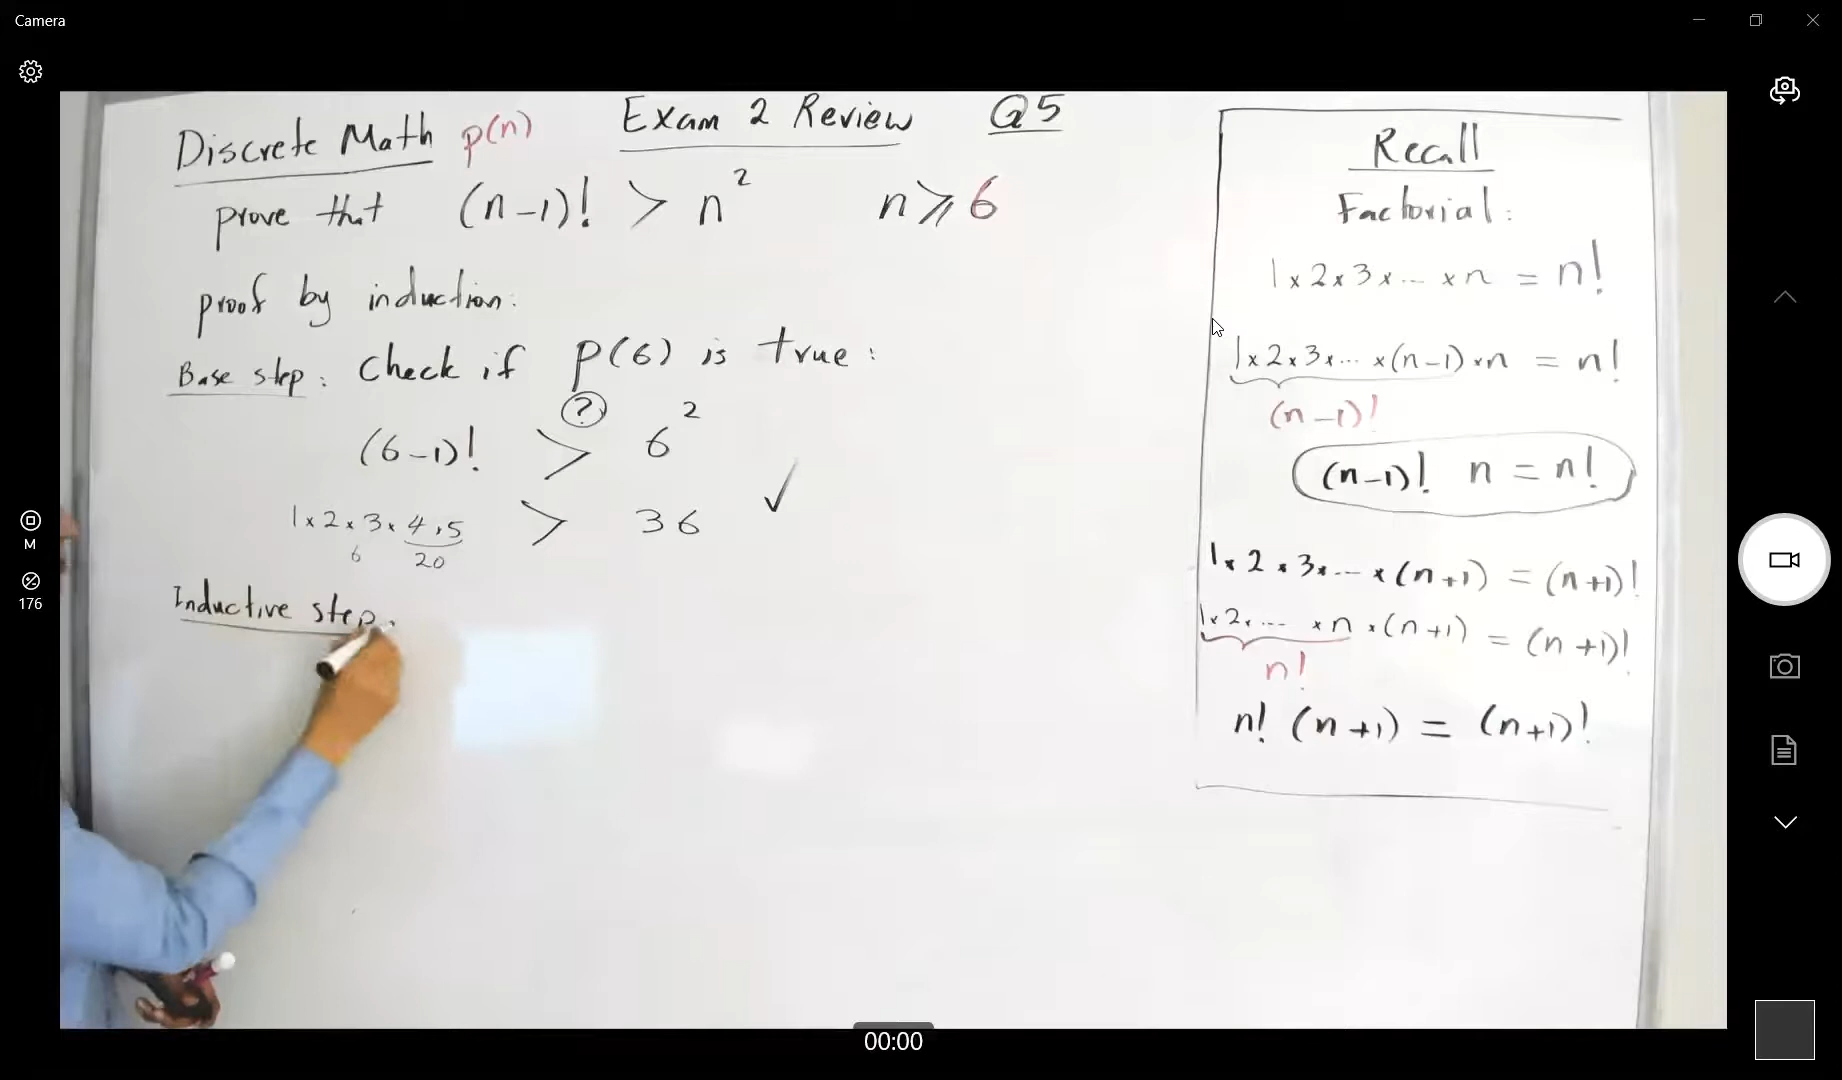 Camera
Discrete Math p(n) Exam 2 Review Q5
prove that (n-1)! > n² n ⩾ 6
proof by induction:
Base step: Check if P(6) is true:
?
(6-1)! > 6²
1 x 2 x 3 x 4 x 5 > 36 ✓
6 20
Inductive step:
Recall
Factorial:
1 x 2 x 3 x ... x n = n!
1 x 2 x 3 x ... x (n-1) x n = n!
(n-1)!
(n-1)! n = n!
1 x 2 x 3 x ... x (n+1) = (n+1)!
1 x 2 x ... x n x (n+1) = (n+1)!
n!
n! (n+1) = (n+1)!
M
176
00:00